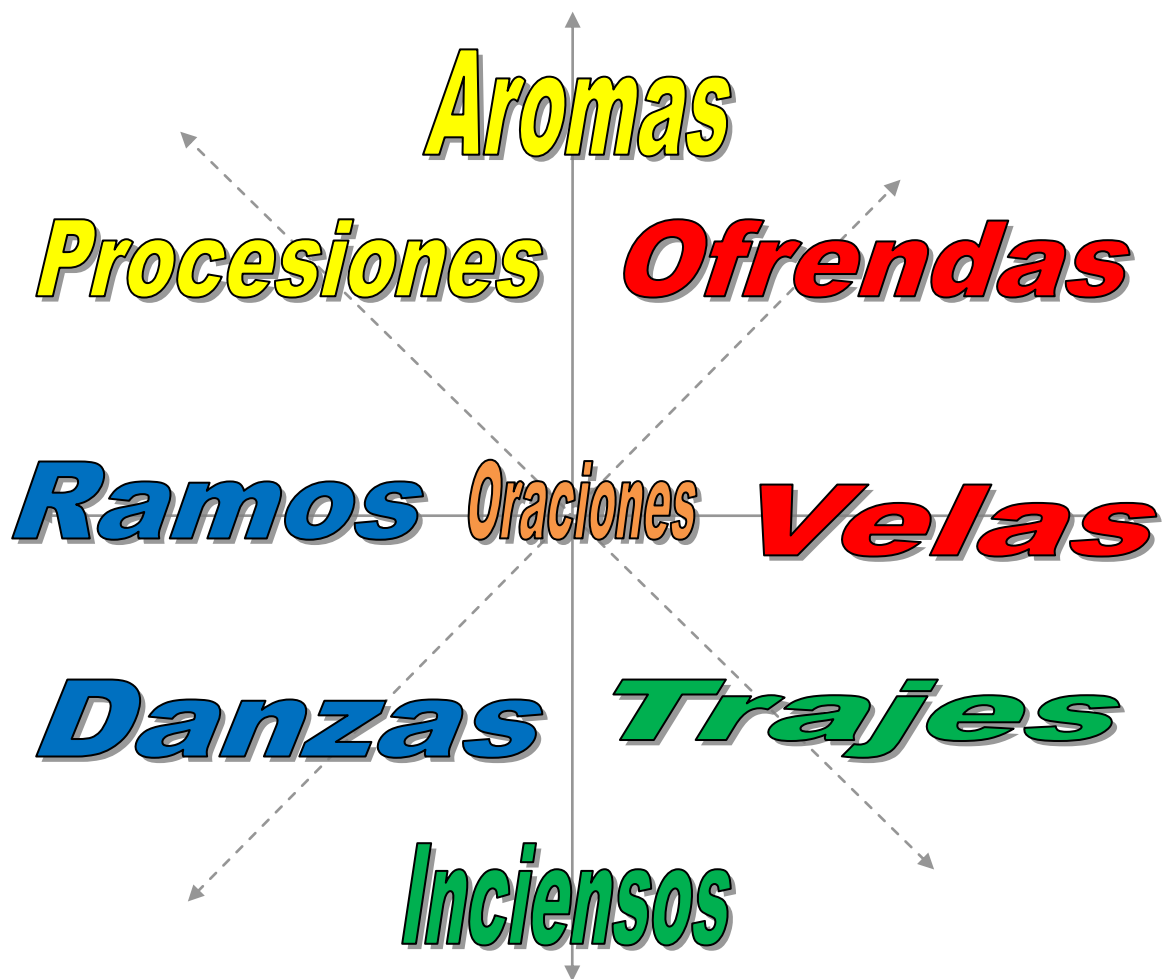 Aromas
Procesiones
Ofrendas
Ramos
Oraciones
Velas
Danzas
Trajes
Inciensos